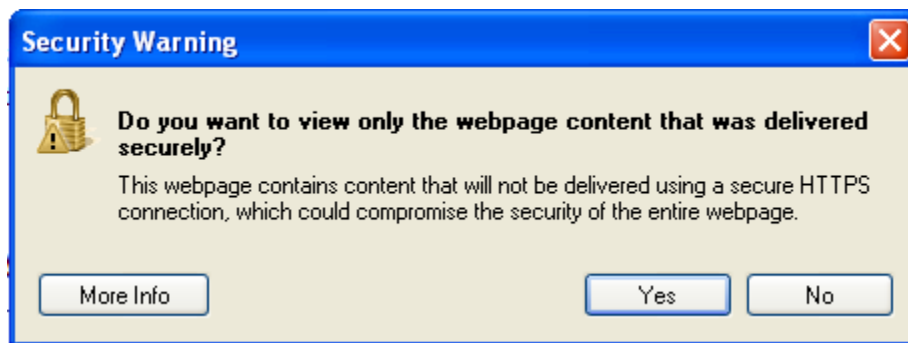 Security Warning
Do you want to view only the webpage content that was delivered
securely?
This webpage contains content that will not be delivered using a secure HTTPS
connection, which could compromise the security of the entire webpage.
More Info
Yes
No